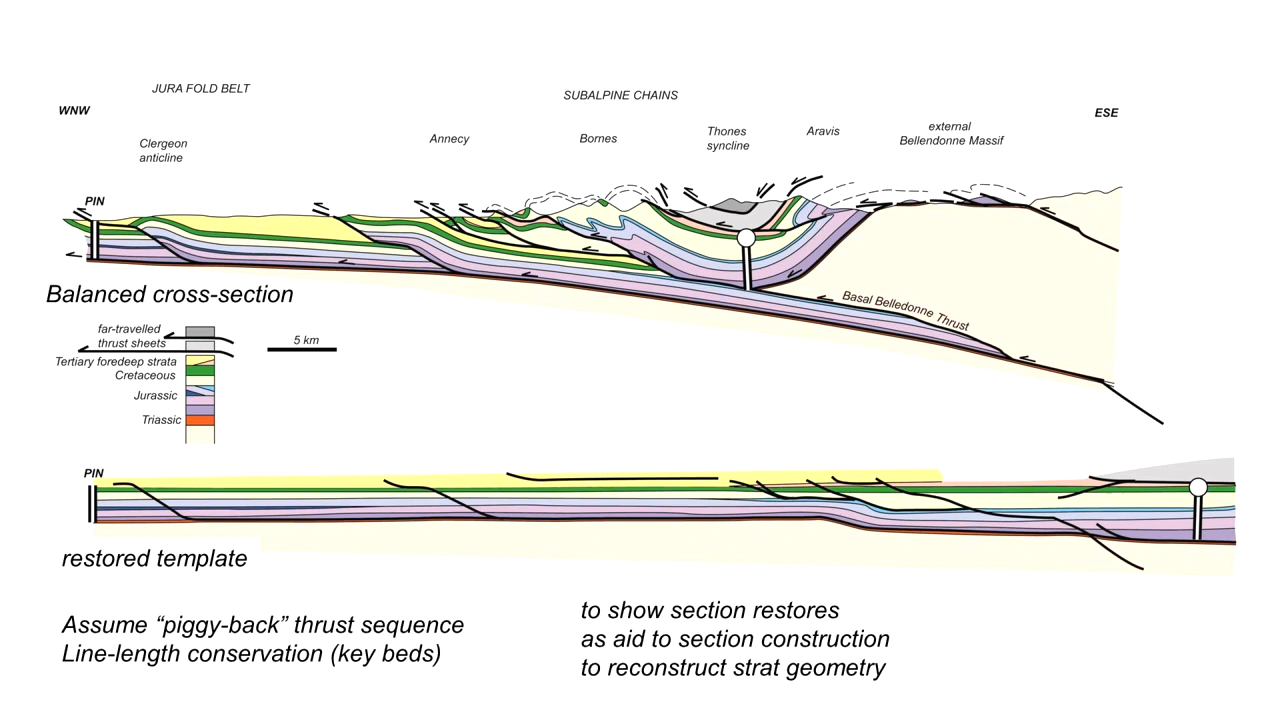 JURA FOLD BELT
SUBALPINE CHAINS
WNW
ESE
Clergeon
anticline
Annecy
Bornes
Thones
syncline
Aravis
external
Bellendonne Massif
PIN
Balanced cross-section
Basal Belledonne Thrust
far-travelled
thrust sheets
5 km
Tertiary foredeep strata
Cretaceous
Jurassic
Triassic
PIN
restored template
Assume “piggy-back” thrust sequence
Line-length conservation (key beds)
to show section restores
as aid to section construction
to reconstruct strat geometry